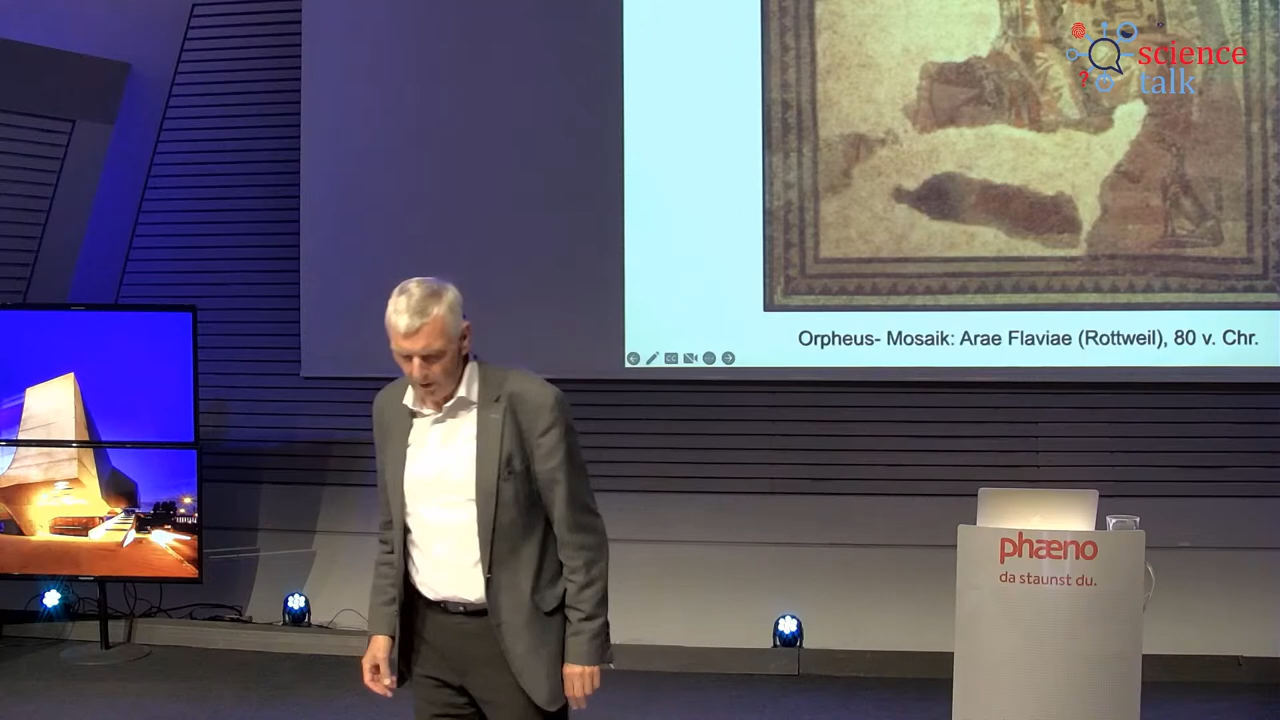 science
talk
Orpheus- Mosaik: Arae Flaviae (Rottweil), 80 v. Chr.
phæno
da staunst du.